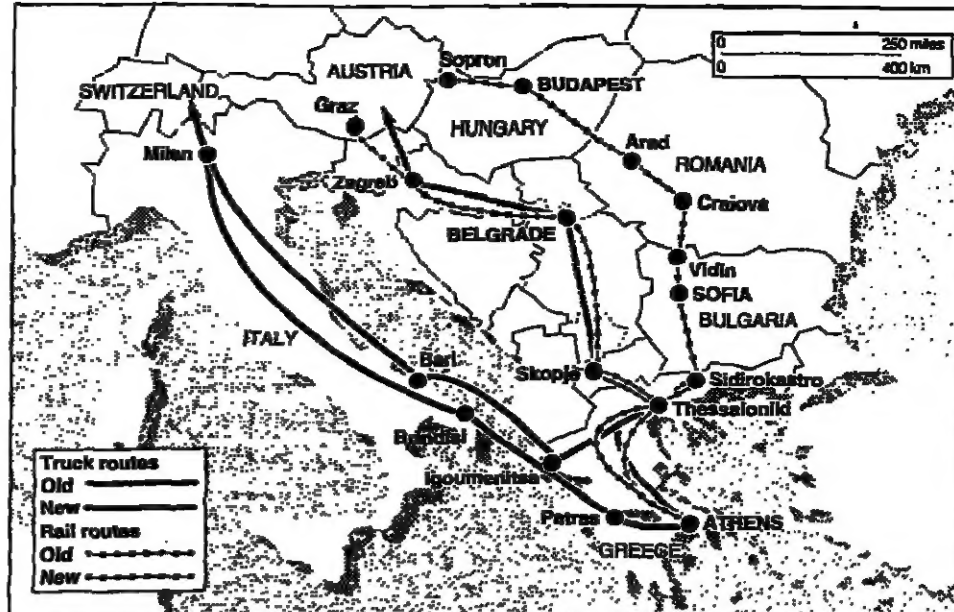 0 250 miles
0 400 km
AUSTRIA
Sopron
BUDAPEST
SWITZERLAND
Graz
HUNGARY
Milan
Arad
ROMANIA
Zagreb
Craiova
BELGRADE
Vidin
SOFIA
BULGARIA
ITALY
Bari
Skopje
Sidirokastro
Thessaloniki
Brindisi
Igoumenitsa
Patras
ATHENS
GREECE
Truck routes
Old
New
Rail routes
Old
New